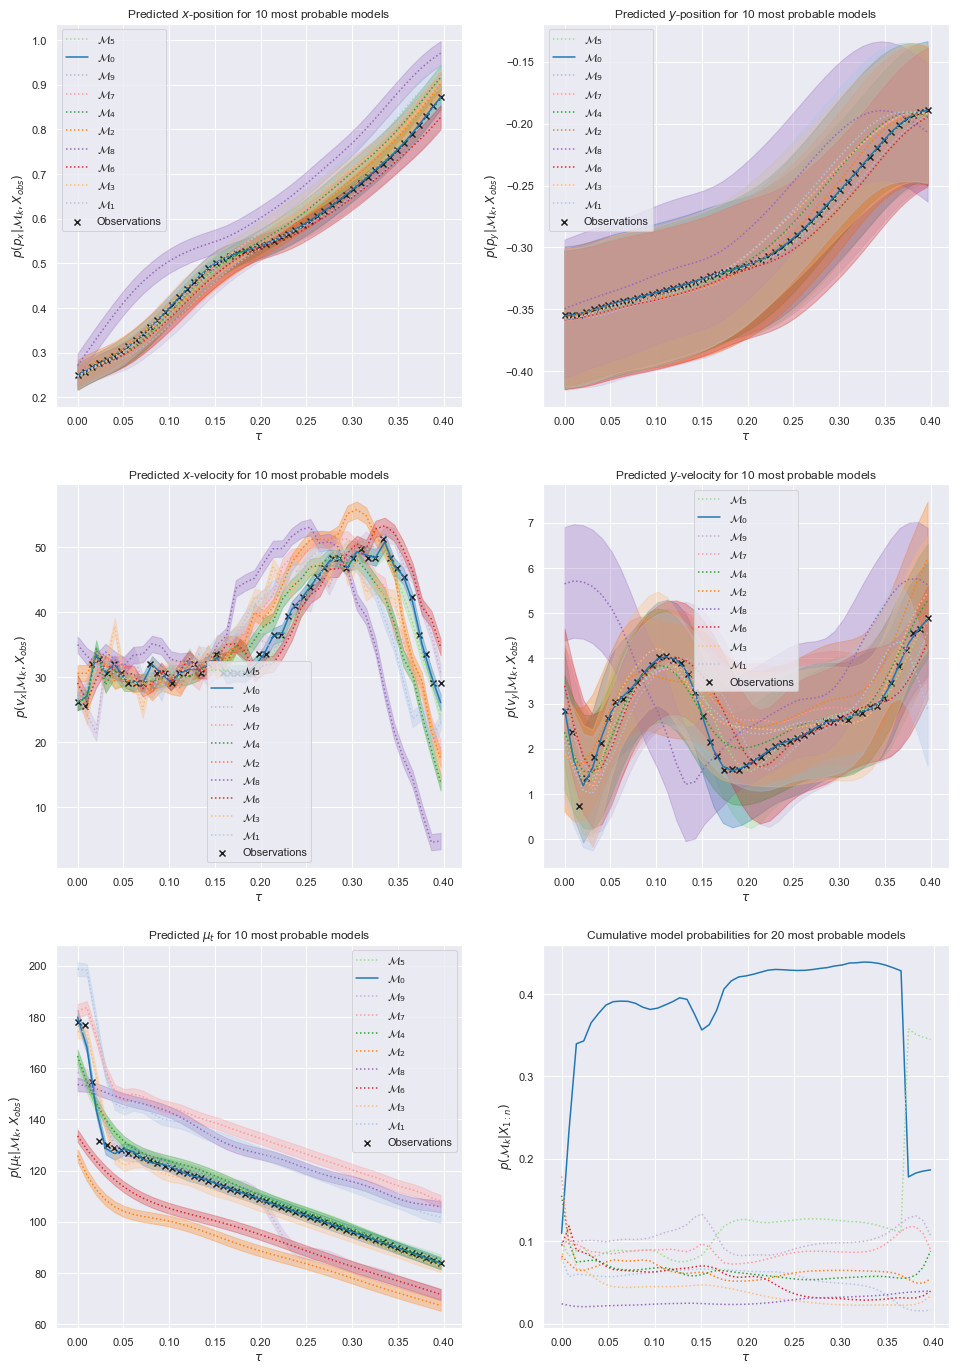 Predicted x-position for 10 most probable models
p(pₓ|ℳₖ, X_obs)
1.0
0.9
0.8
0.7
0.6
0.5
0.4
0.3
0.2
ℳ₅
ℳ₀
ℳ₉
ℳ₇
ℳ₄
ℳ₂
ℳ₈
ℳ₆
ℳ₃
ℳ₁
Observations
0.00 0.05 0.10 0.15 0.20 0.25 0.30 0.35 0.40
τ
Predicted y-position for 10 most probable models
p(p_y|ℳₖ, X_obs)
−0.15
−0.20
−0.25
−0.30
−0.35
−0.40
ℳ₅
ℳ₀
ℳ₉
ℳ₇
ℳ₄
ℳ₂
ℳ₈
ℳ₆
ℳ₃
ℳ₁
Observations
0.00 0.05 0.10 0.15 0.20 0.25 0.30 0.35 0.40
τ
Predicted x-velocity for 10 most probable models
p(vₓ|ℳₖ, X_obs)
50
40
30
20
10
ℳ₅
ℳ₀
ℳ₉
ℳ₇
ℳ₄
ℳ₂
ℳ₈
ℳ₆
ℳ₃
ℳ₁
Observations
0.00 0.05 0.10 0.15 0.20 0.25 0.30 0.35 0.40
τ
Predicted y-velocity for 10 most probable models
p(v_y|ℳₖ, X_obs)
7
6
5
4
3
2
1
0
ℳ₅
ℳ₀
ℳ₉
ℳ₇
ℳ₄
ℳ₂
ℳ₈
ℳ₆
ℳ₃
ℳ₁
Observations
0.00 0.05 0.10 0.15 0.20 0.25 0.30 0.35 0.40
τ
Predicted μₜ for 10 most probable models
p(μₜ|ℳₖ, X_obs)
200
180
160
140
120
100
80
60
ℳ₅
ℳ₀
ℳ₉
ℳ₇
ℳ₄
ℳ₂
ℳ₈
ℳ₆
ℳ₃
ℳ₁
Observations
0.00 0.05 0.10 0.15 0.20 0.25 0.30 0.35 0.40
τ
Cumulative model probabilities for 20 most probable models
p(ℳₖ|X₁:ₙ)
0.4
0.3
0.2
0.1
0.0
0.00 0.05 0.10 0.15 0.20 0.25 0.30 0.35 0.40
τ